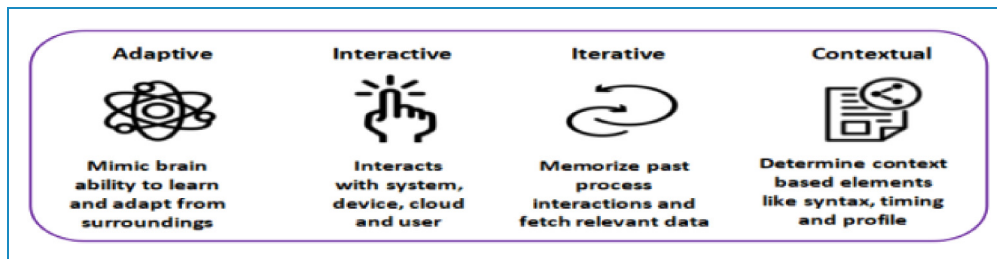 Adaptive
Mimic brain
ability to learn
and adapt from
surroundings
Interactive
Interacts
with system,
device, cloud
and user
Iterative
Memorize past
process
interactions and
fetch relevant data
Contextual
Determine context
based elements
like syntax, timing
and profile